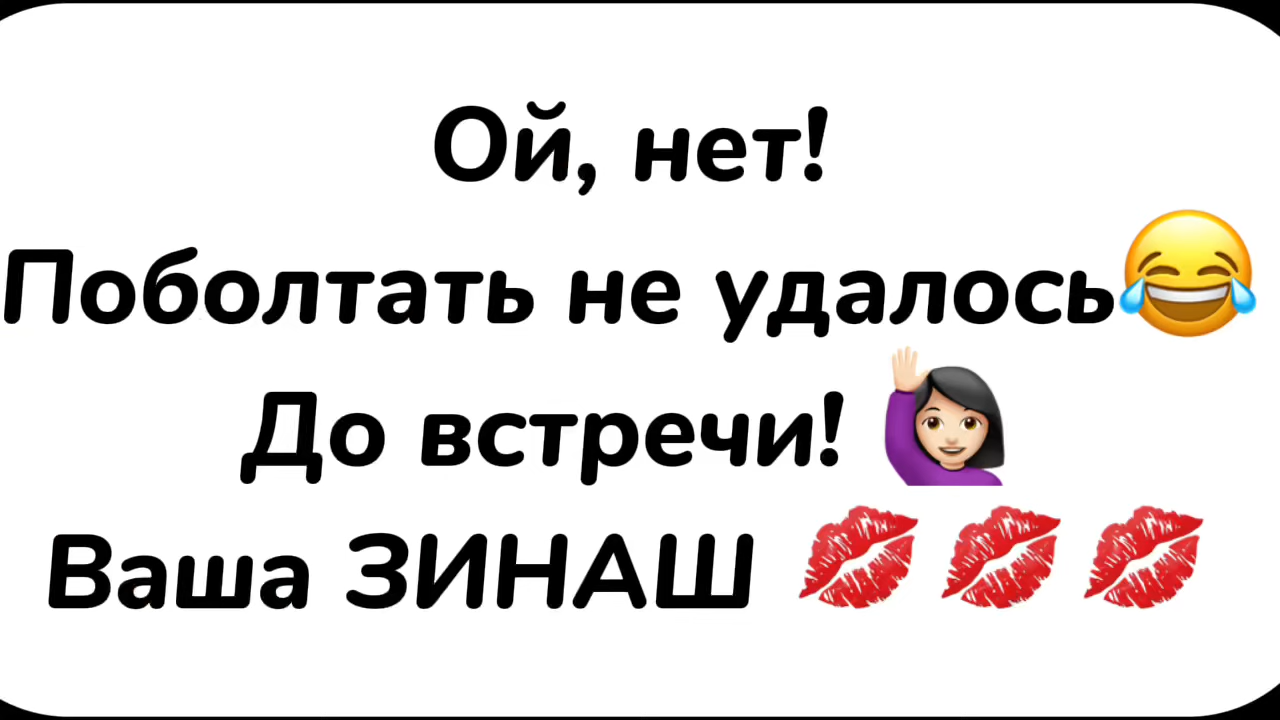 Ой, нет!
Поболтать не удалось😂
До встречи! 🙋🏻‍♀️
Ваша ЗИНАШ 💋💋💋